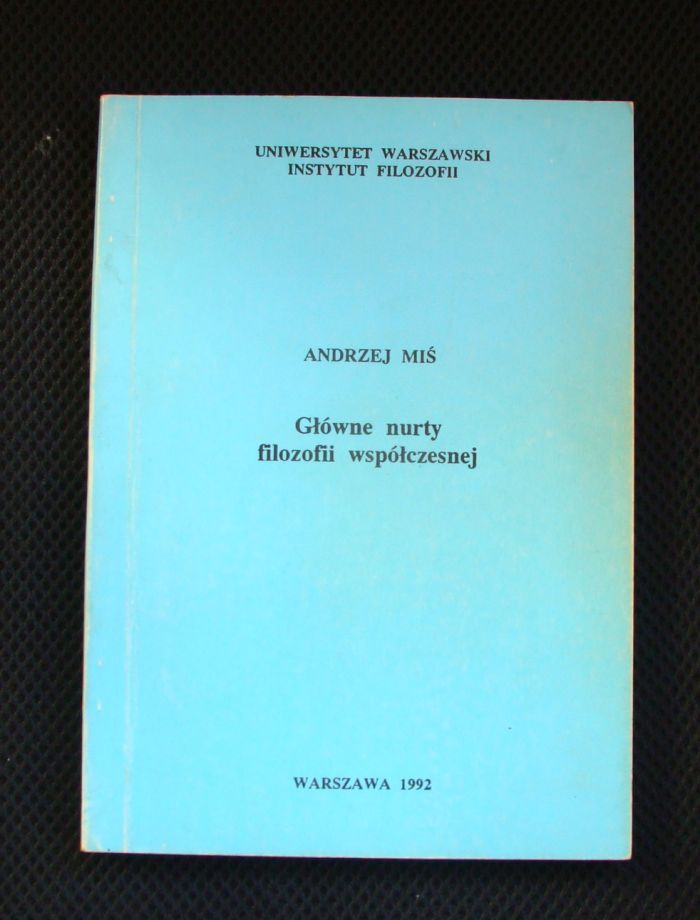 UNIWERSYTET WARSZAWSKI
INSTYTUT FILOZOFII
ANDRZEJ MIŚ
Główne nurty
filozofii współczesnej
WARSZAWA 1992